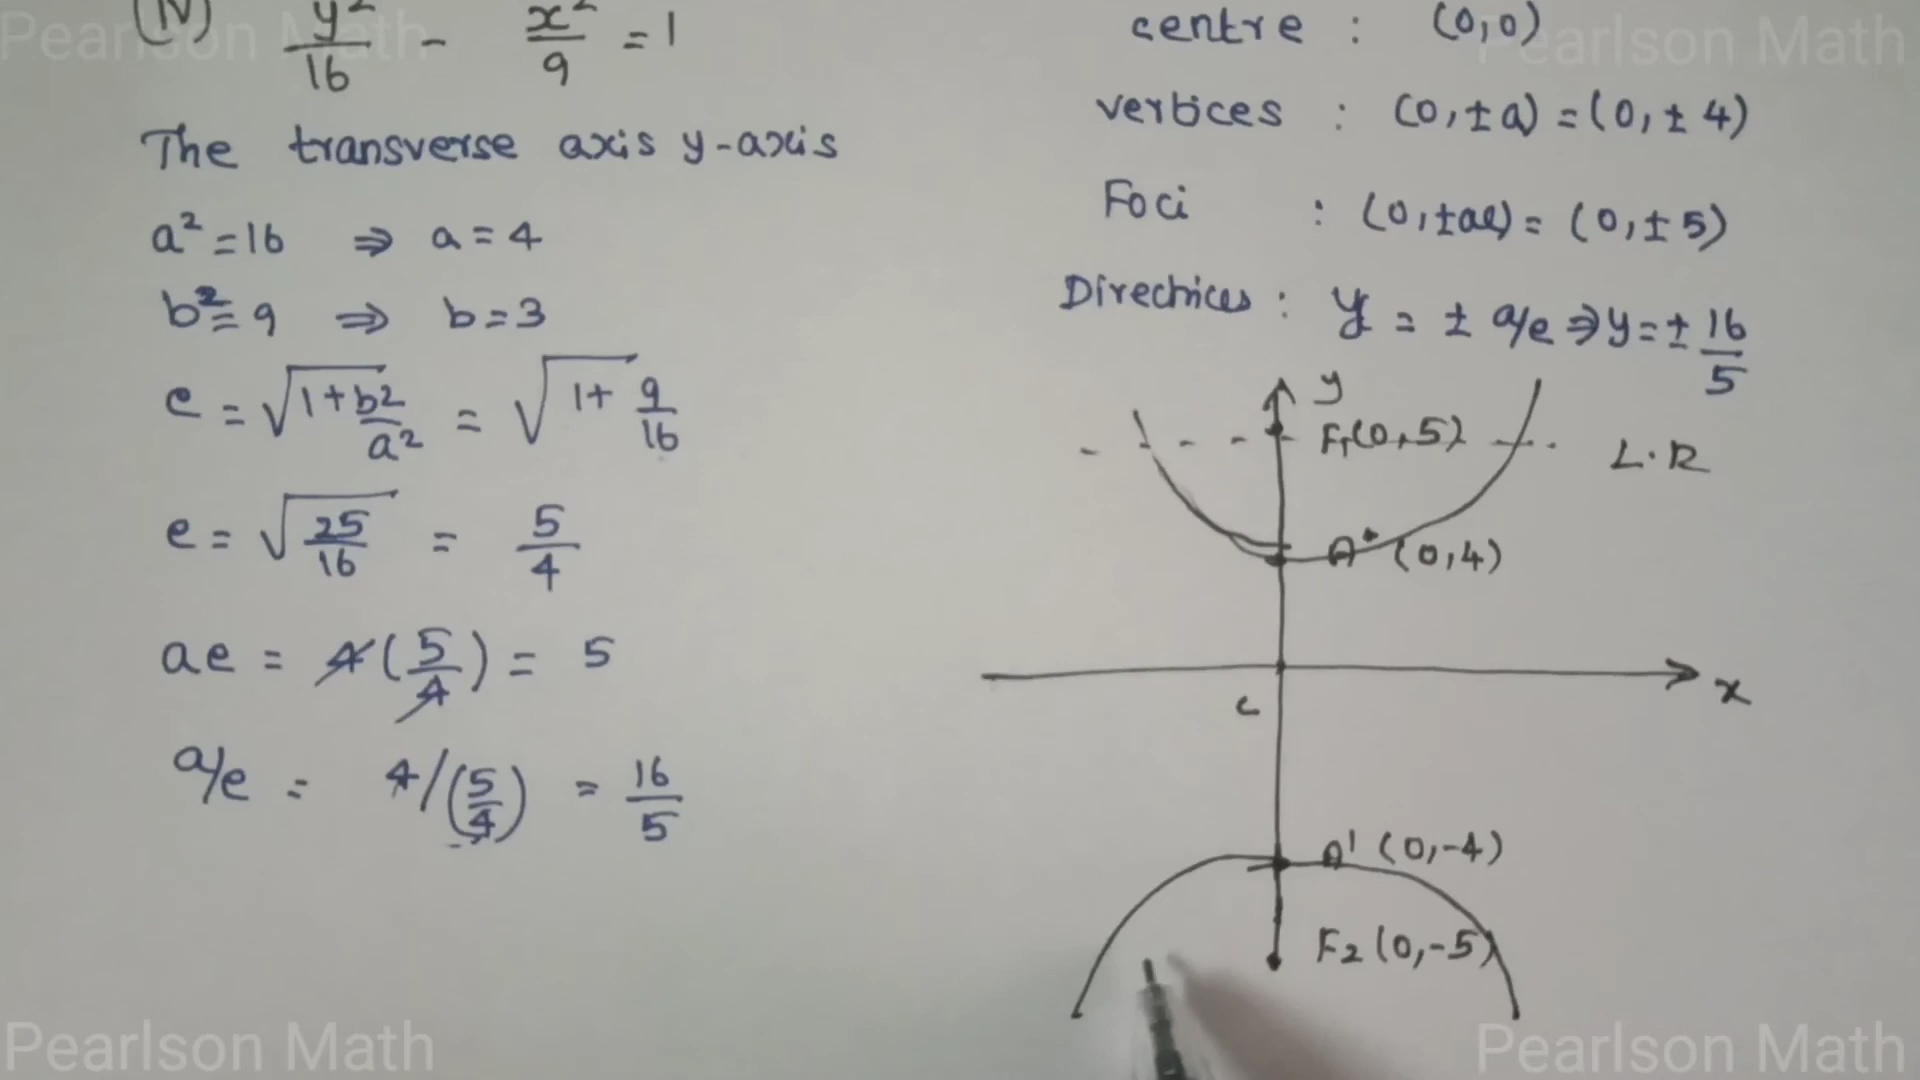 (IV) y²/16 - x²/9 = 1
The transverse axis y-axis
a² = 16 ⇒ a = 4
b² = 9 ⇒ b = 3
e = √(1+b²/a²) = √(1+ 9/16)
e = √(25/16) = 5/4
ae = 4(5/4) = 5
a/e = 4/(5/4) = 16/5
centre : (0,0)
vertices : (0,±a) = (0,±4)
Foci : (0,±ae) = (0,±5)
Directrices : y = ± a/e ⇒ y = ± 16/5
y
F₁(0,5)
L.R
A (0,4)
x
c
A' (0,-4)
F₂ (0,-5)
Pearlson Math
Pearlson Math
Pearlson Math
Pearlson Math